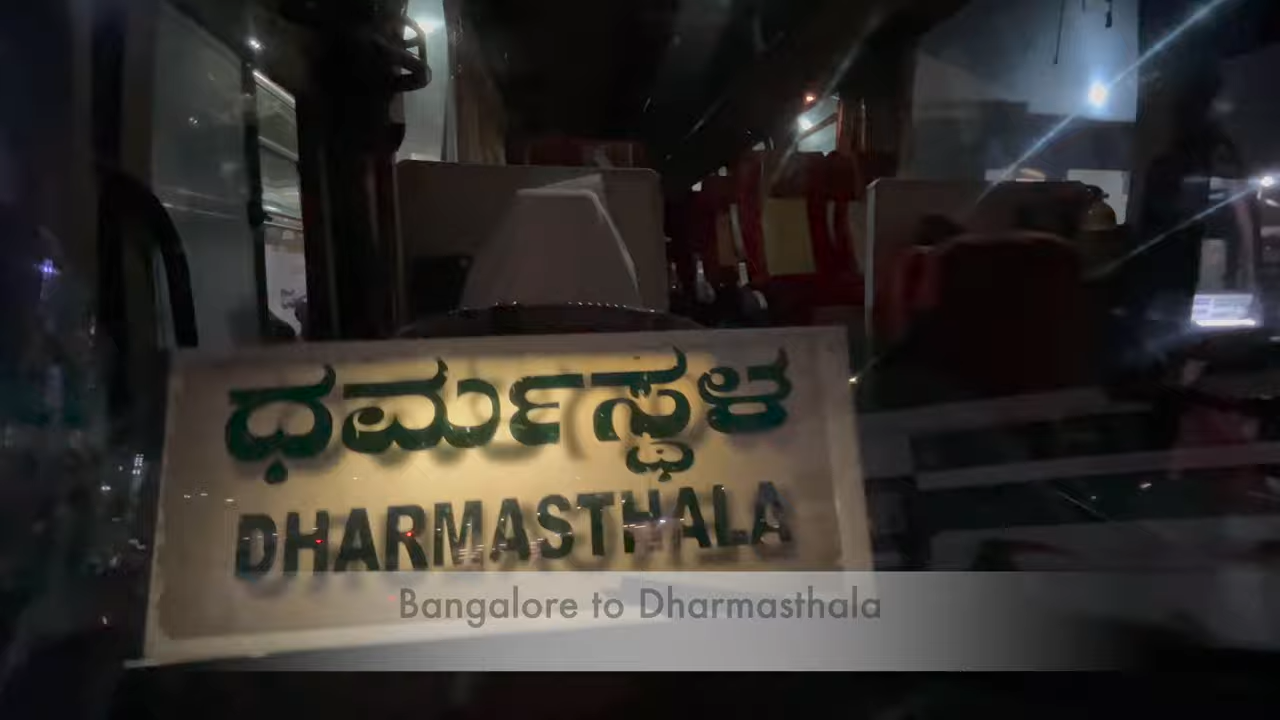 ಧರ್ಮಸ್ಥಳ
DHARMASTHALA
Bangalore to Dharmasthala